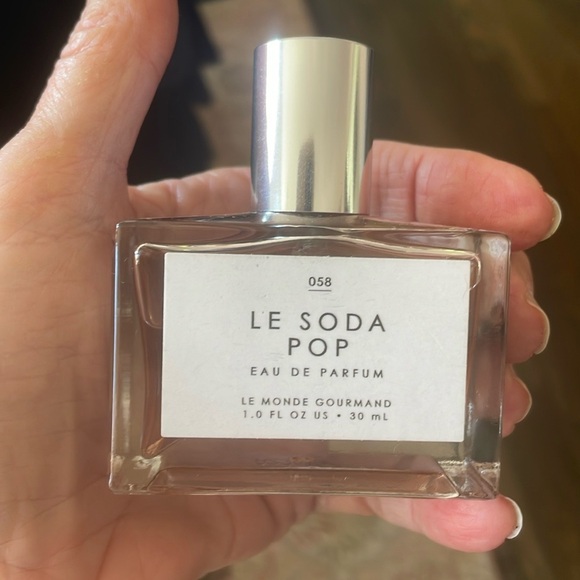 058
LE SODA
POP
EAU DE PARFUM
LE MONDE GOURMAND
1.0 FL OZ US • 30 mL